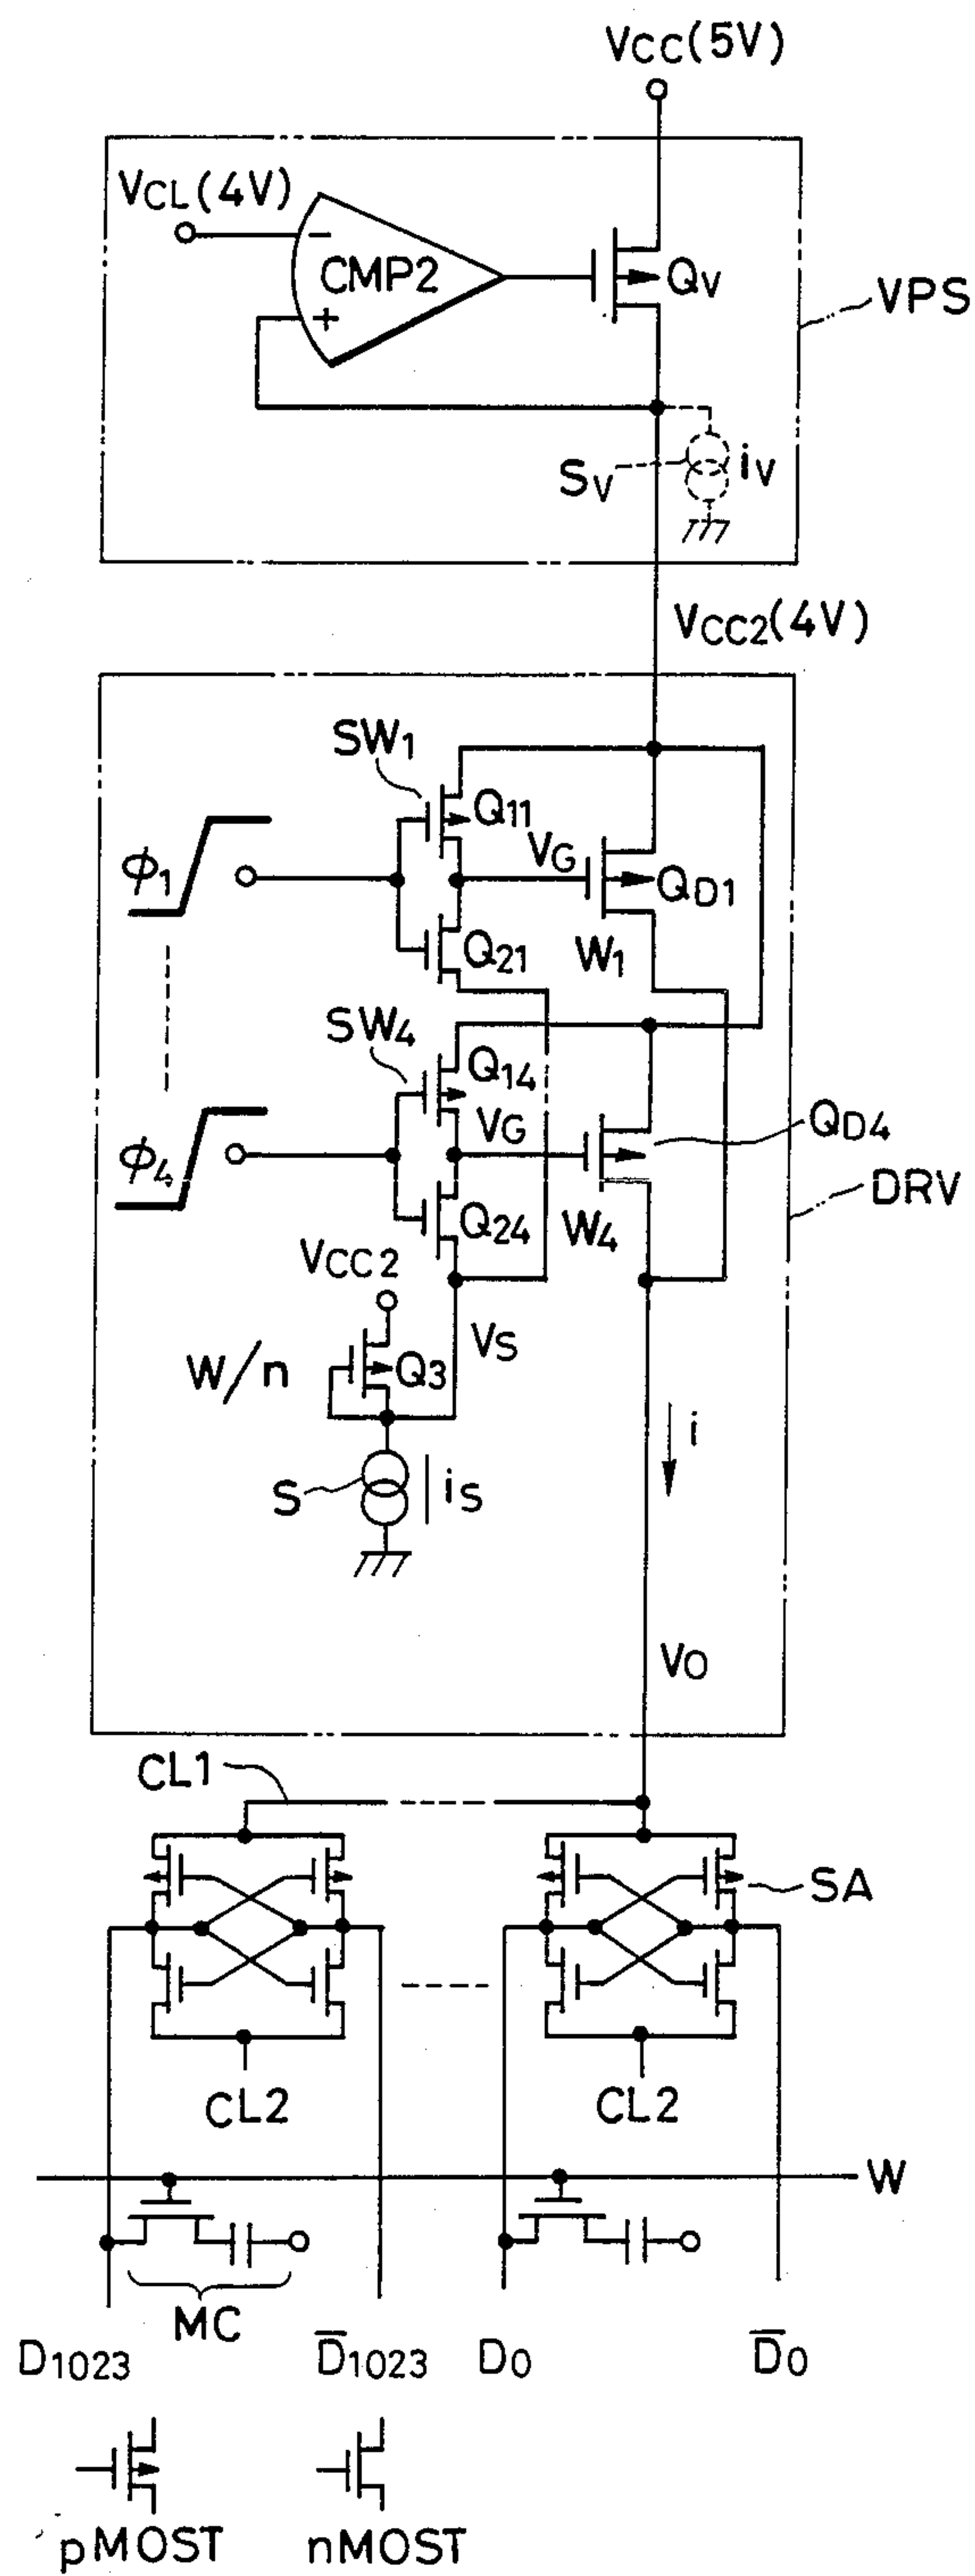 VCC(5V)
VCL(4V)
−
CMP2
+
QV
VPS
SV
iV
VCC2(4V)
SW1
Q11
VG
QD1
ϕ1
Q21
W1
SW4
Q14
VG
QD4
ϕ4
Q24
W4
DRV
VCC2
VS
W/n
Q3
i
S
iS
VO
CL1
SA
CL2
CL2
W
MC
D1023
D̅1023
D0
D̅0
pMOST
nMOST